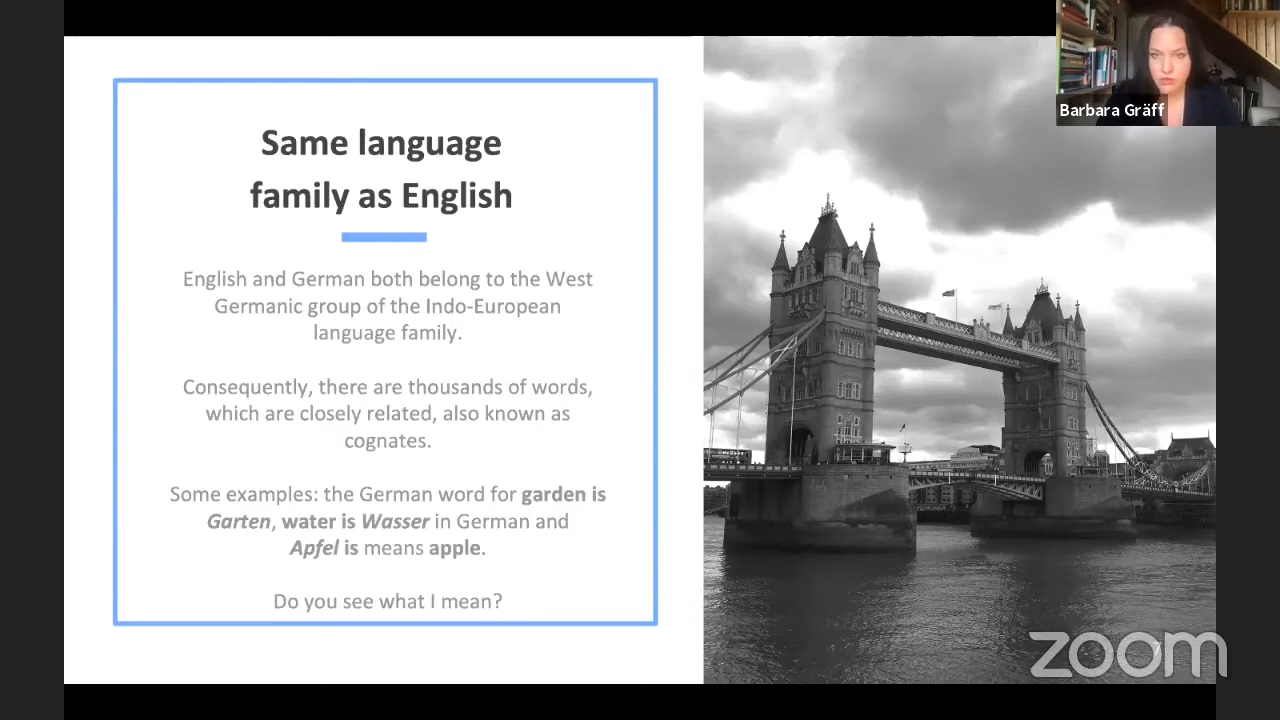 Same language
family as English
English and German both belong to the West
Germanic group of the Indo-European
language family.
Consequently, there are thousands of words,
which are closely related, also known as
cognates.
Some examples: the German word for garden is
Garten, water is Wasser in German and
Apfel is means apple.
Do you see what I mean?
Barbara Gräff
zoom